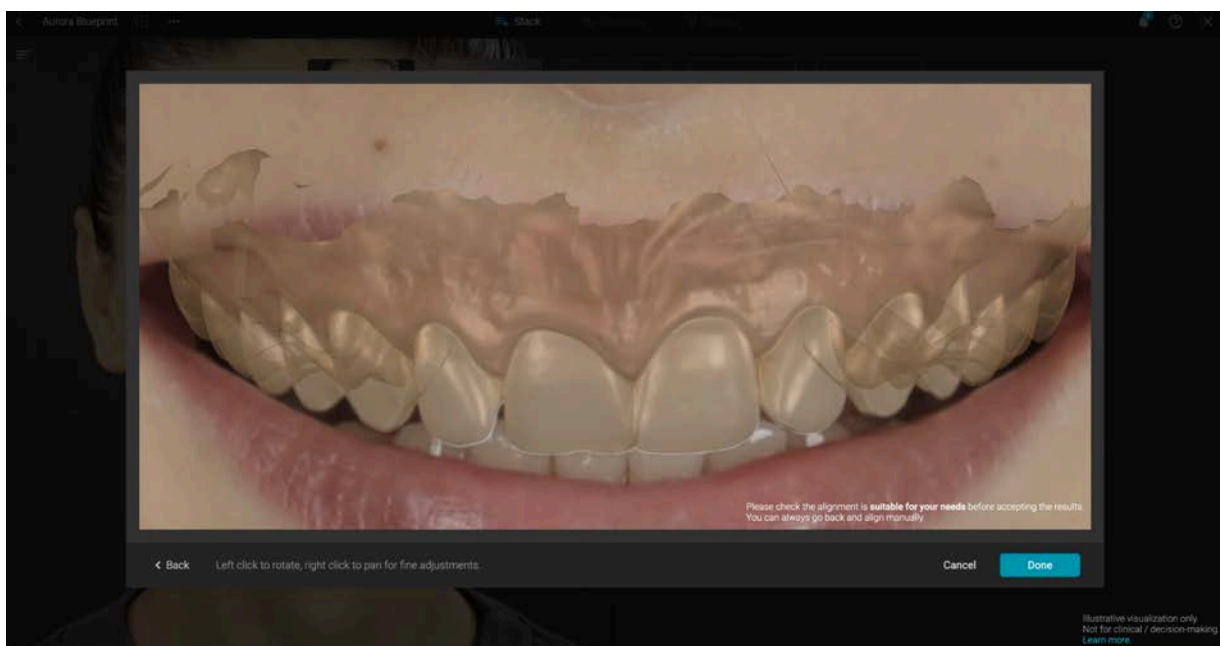 Aurora Blueprint
Stack
Please check the alignment is suitable for your needs before accepting the results.
You can always go back and align manually
Back
Left click to rotate, right click to pan for fine adjustments.
Cancel
Done
Illustrative visualization only.
Not for clinical / decision-making.
Learn more.